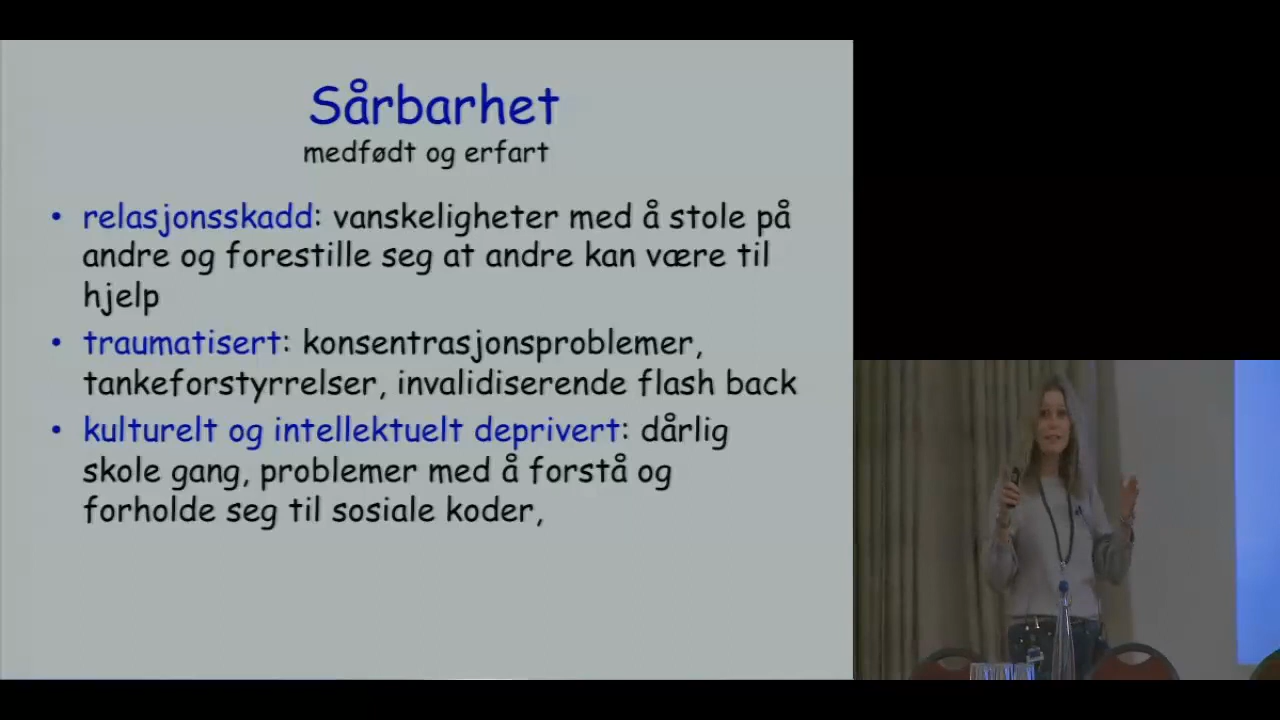 Sårbarhet
medfødt og erfart
• relasjonsskadd: vanskeligheter med å stole på
andre og forestille seg at andre kan være til
hjelp
• traumatisert: konsentrasjonsproblemer,
tankeforstyrrelser, invalidiserende flash back
• kulturelt og intellektuelt deprivert: dårlig
skole gang, problemer med å forstå og
forholde seg til sosiale koder,